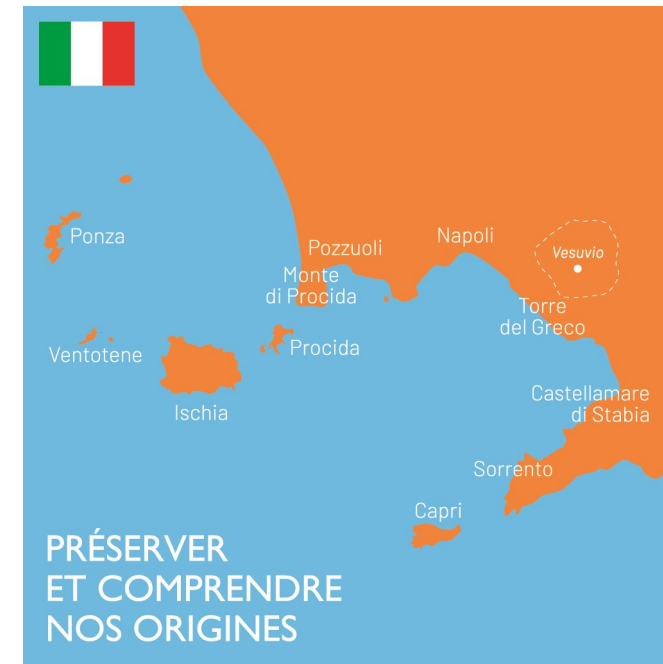 Ponza
Pozzuoli
Napoli
Vesuvio
Monte
di Procida
Torre
del Greco
Ventotene
Procida
Ischia
Castellamare
di Stabia
Sorrento
Capri
PRÉSERVER
ET COMPRENDRE
NOS ORIGINES